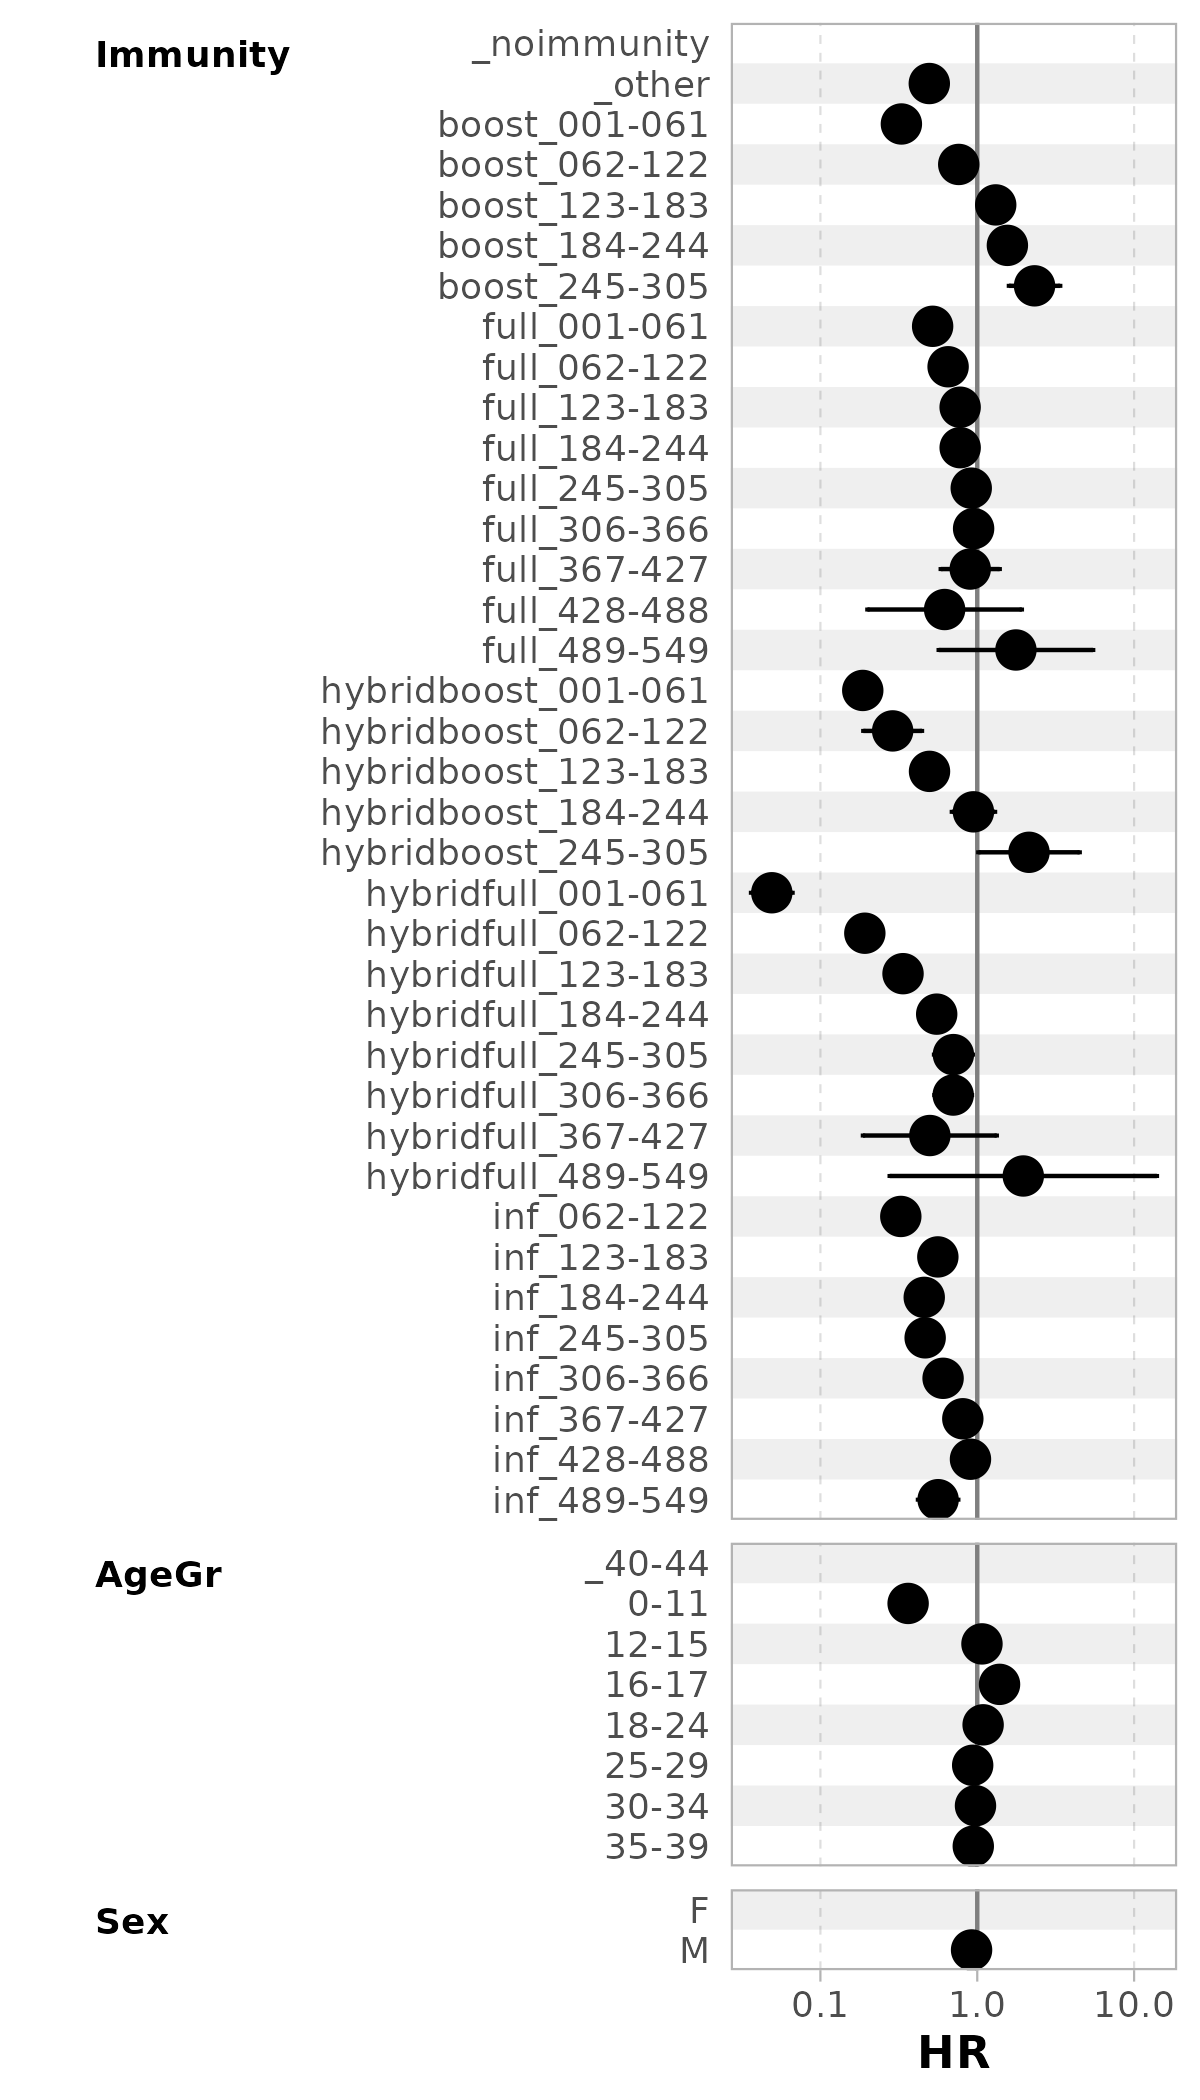 Immunity
_noimmunity
_other
boost_001-061
boost_062-122
boost_123-183
boost_184-244
boost_245-305
full_001-061
full_062-122
full_123-183
full_184-244
full_245-305
full_306-366
full_367-427
full_428-488
full_489-549
hybridboost_001-061
hybridboost_062-122
hybridboost_123-183
hybridboost_184-244
hybridboost_245-305
hybridfull_001-061
hybridfull_062-122
hybridfull_123-183
hybridfull_184-244
hybridfull_245-305
hybridfull_306-366
hybridfull_367-427
hybridfull_489-549
inf_062-122
inf_123-183
inf_184-244
inf_245-305
inf_306-366
inf_367-427
inf_428-488
inf_489-549
AgeGr
_40-44
0-11
12-15
16-17
18-24
25-29
30-34
35-39
Sex
F
M
0.1 1.0 10.0
HR